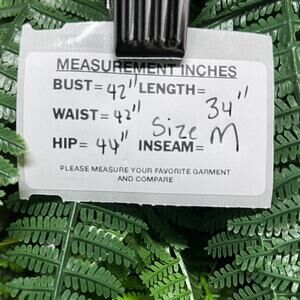 MEASUREMENT INCHES
BUST= 42" LENGTH= 34"
WAIST= 42"
Size M
HIP= 44" INSEAM=
PLEASE MEASURE YOUR FAVORITE GARMENT
AND COMPARE